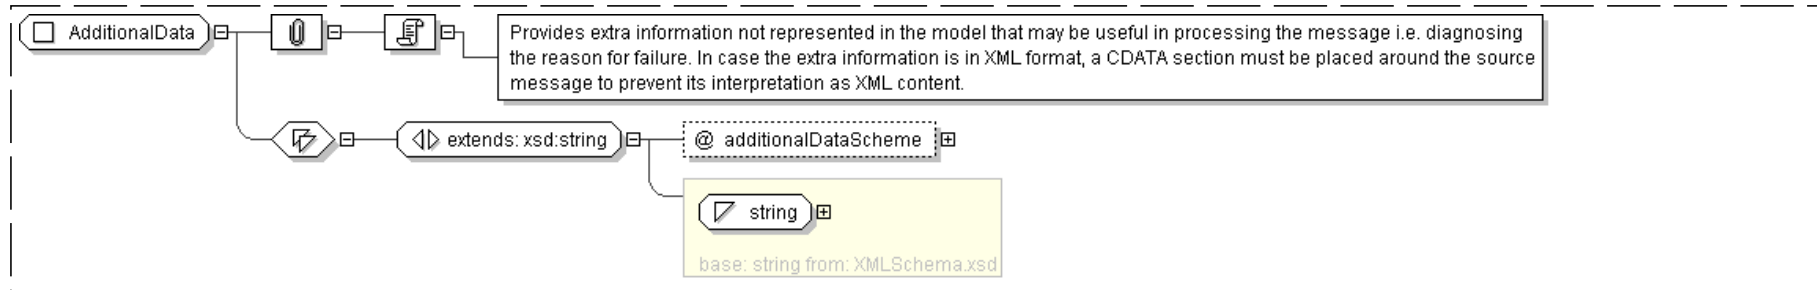 AdditionalData
Provides extra information not represented in the model that may be useful in processing the message i.e. diagnosing
the reason for failure. In case the extra information is in XML format, a CDATA section must be placed around the source
message to prevent its interpretation as XML content.
extends: xsd:string
@ additionalDataScheme
string
base: string from: XMLSchema.xsd